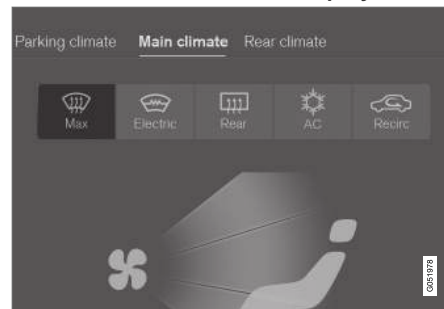 Parking climate Main climate Rear climate
Max Electric Rear AC Recirc
G051978